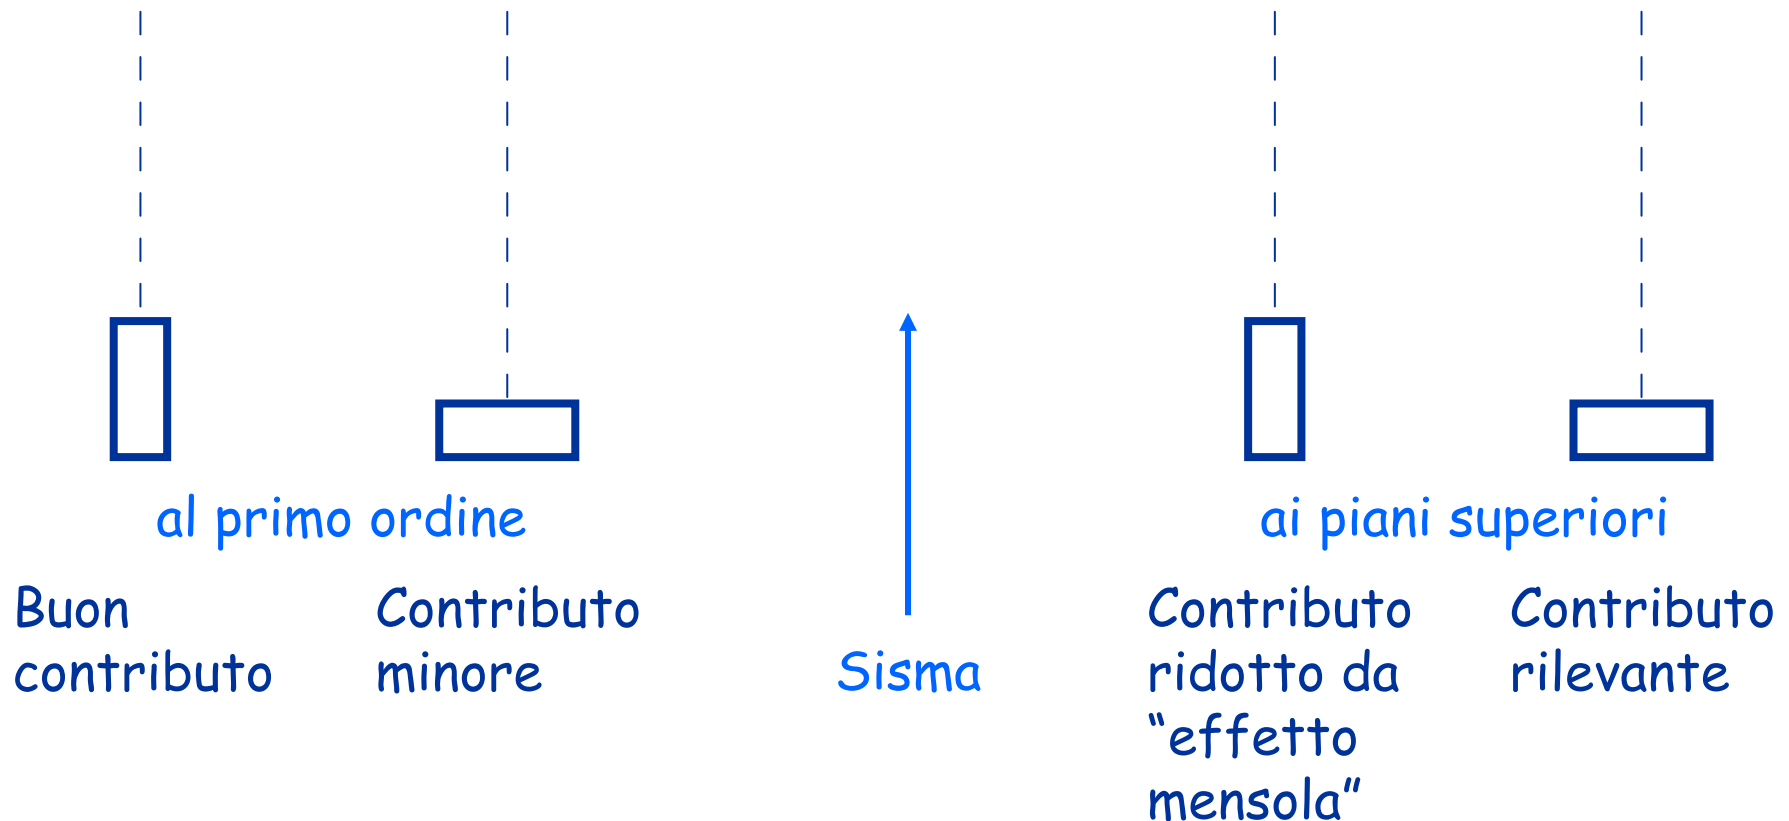 al primo ordine
Buon
contributo
Contributo
minore
Sisma
ai piani superiori
Contributo
ridotto da
“effetto
mensola”
Contributo
rilevante